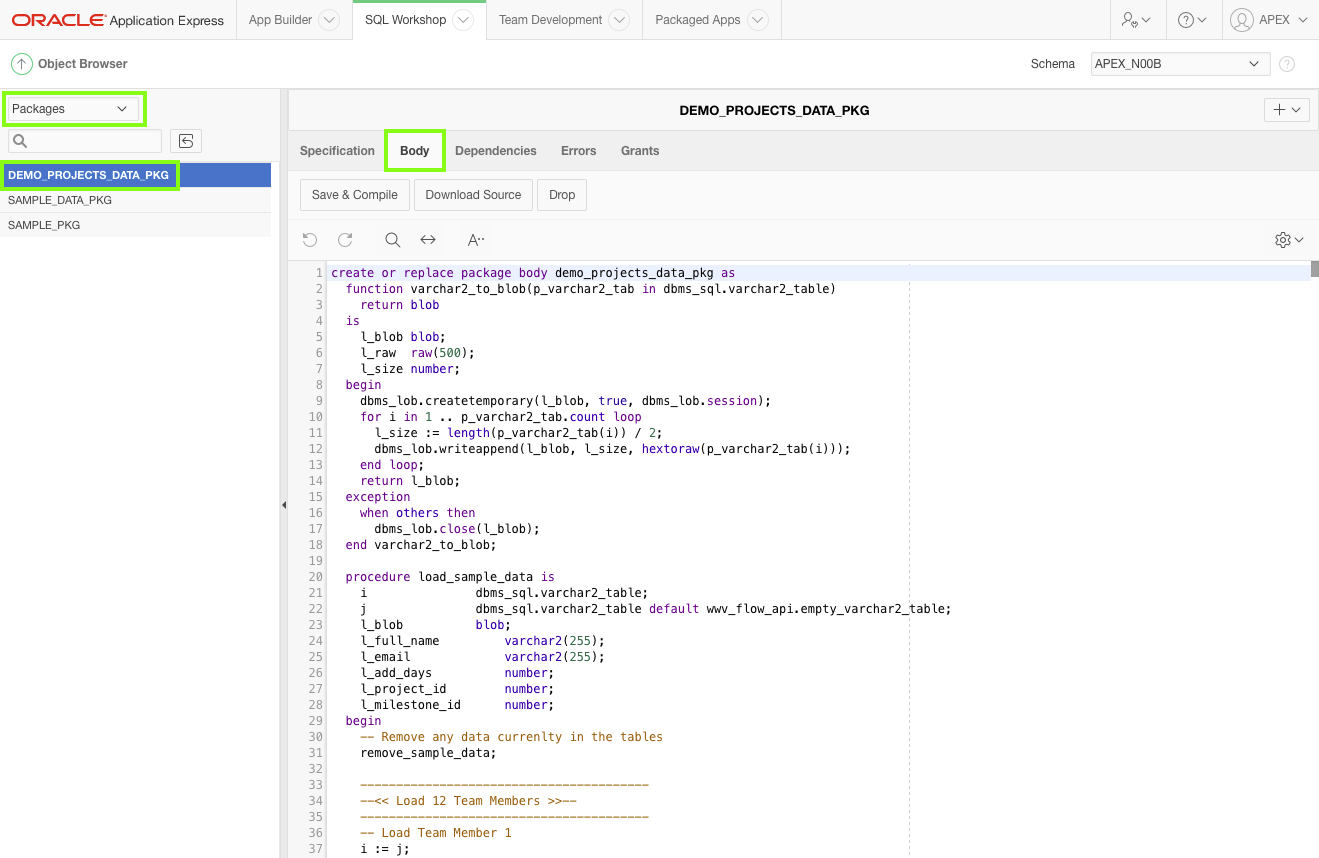 ORACLE Application Express App Builder SQL Workshop Team Development Packaged Apps APEX
Object Browser Schema APEX_N00B
Packages
DEMO_PROJECTS_DATA_PKG
Specification Body Dependencies Errors Grants
DEMO_PROJECTS_DATA_PKG
SAMPLE_DATA_PKG
SAMPLE_PKG
Save & Compile Download Source Drop
A··
1 create or replace package body demo_projects_data_pkg as
2 function varchar2_to_blob(p_varchar2_tab in dbms_sql.varchar2_table)
3 return blob
4 is
5 l_blob blob;
6 l_raw raw(500);
7 l_size number;
8 begin
9 dbms_lob.createtemporary(l_blob, true, dbms_lob.session);
10 for i in 1 .. p_varchar2_tab.count loop
11 l_size := length(p_varchar2_tab(i)) / 2;
12 dbms_lob.writeappend(l_blob, l_size, hextoraw(p_varchar2_tab(i)));
13 end loop;
14 return l_blob;
15 exception
16 when others then
17 dbms_lob.close(l_blob);
18 end varchar2_to_blob;
19
20 procedure load_sample_data is
21 i dbms_sql.varchar2_table;
22 j dbms_sql.varchar2_table default wwv_flow_api.empty_varchar2_table;
23 l_blob blob;
24 l_full_name varchar2(255);
25 l_email varchar2(255);
26 l_add_days number;
27 l_project_id number;
28 l_milestone_id number;
29 begin
30 -- Remove any data currenlty in the tables
31 remove_sample_data;
32
33 ----------------------------------------
34 --<< Load 12 Team Members >>--
35 ----------------------------------------
36 -- Load Team Member 1
37 i := j;